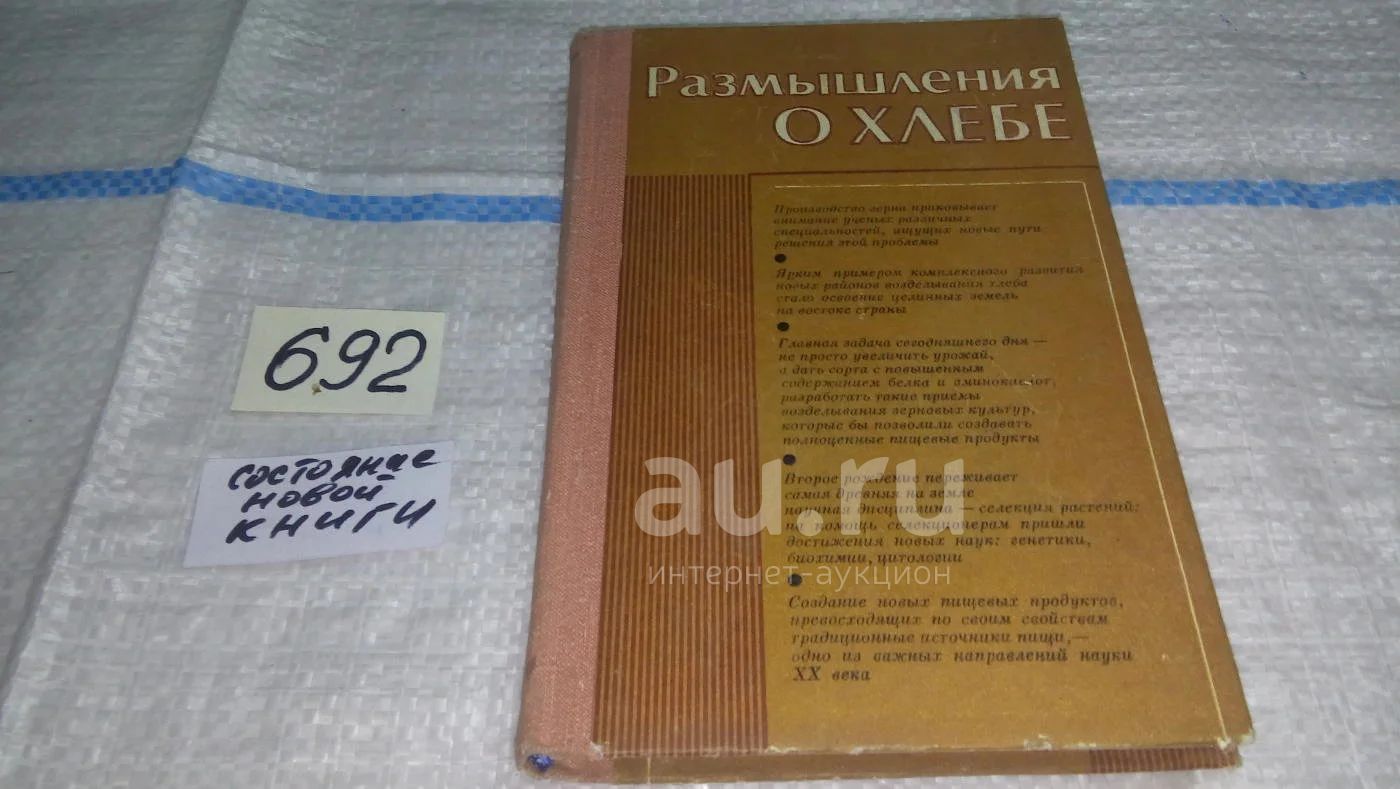 Размышления
О ХЛЕБЕ
Производство зерна приковывает
внимание ученых различных
специальностей, ищущих новые пути
решения этой проблемы
Ярким примером комплексного развития
новых районов возделывания хлеба
стало освоение целинных земель
на востоке страны
Главная задача сегодняшнего дня —
не просто увеличить урожай,
а дать сорта с повышенным
содержанием белка и аминокислот,
разработать такие приемы
возделывания зерновых культур,
которые бы позволили создавать
полноценные пищевые продукты
Второе рождение переживает
самая древняя на земле
научная дисциплина — селекция растений:
на помощь селекционерам пришли
достижения новых наук: генетики,
биохимии, цитологии
Создание новых пищевых продуктов,
превосходящих по своим свойствам
традиционные источники пищи,—
одно из важных направлений науки
XX века
692
состояние
новой
книги
au.ru
интернет-аукцион